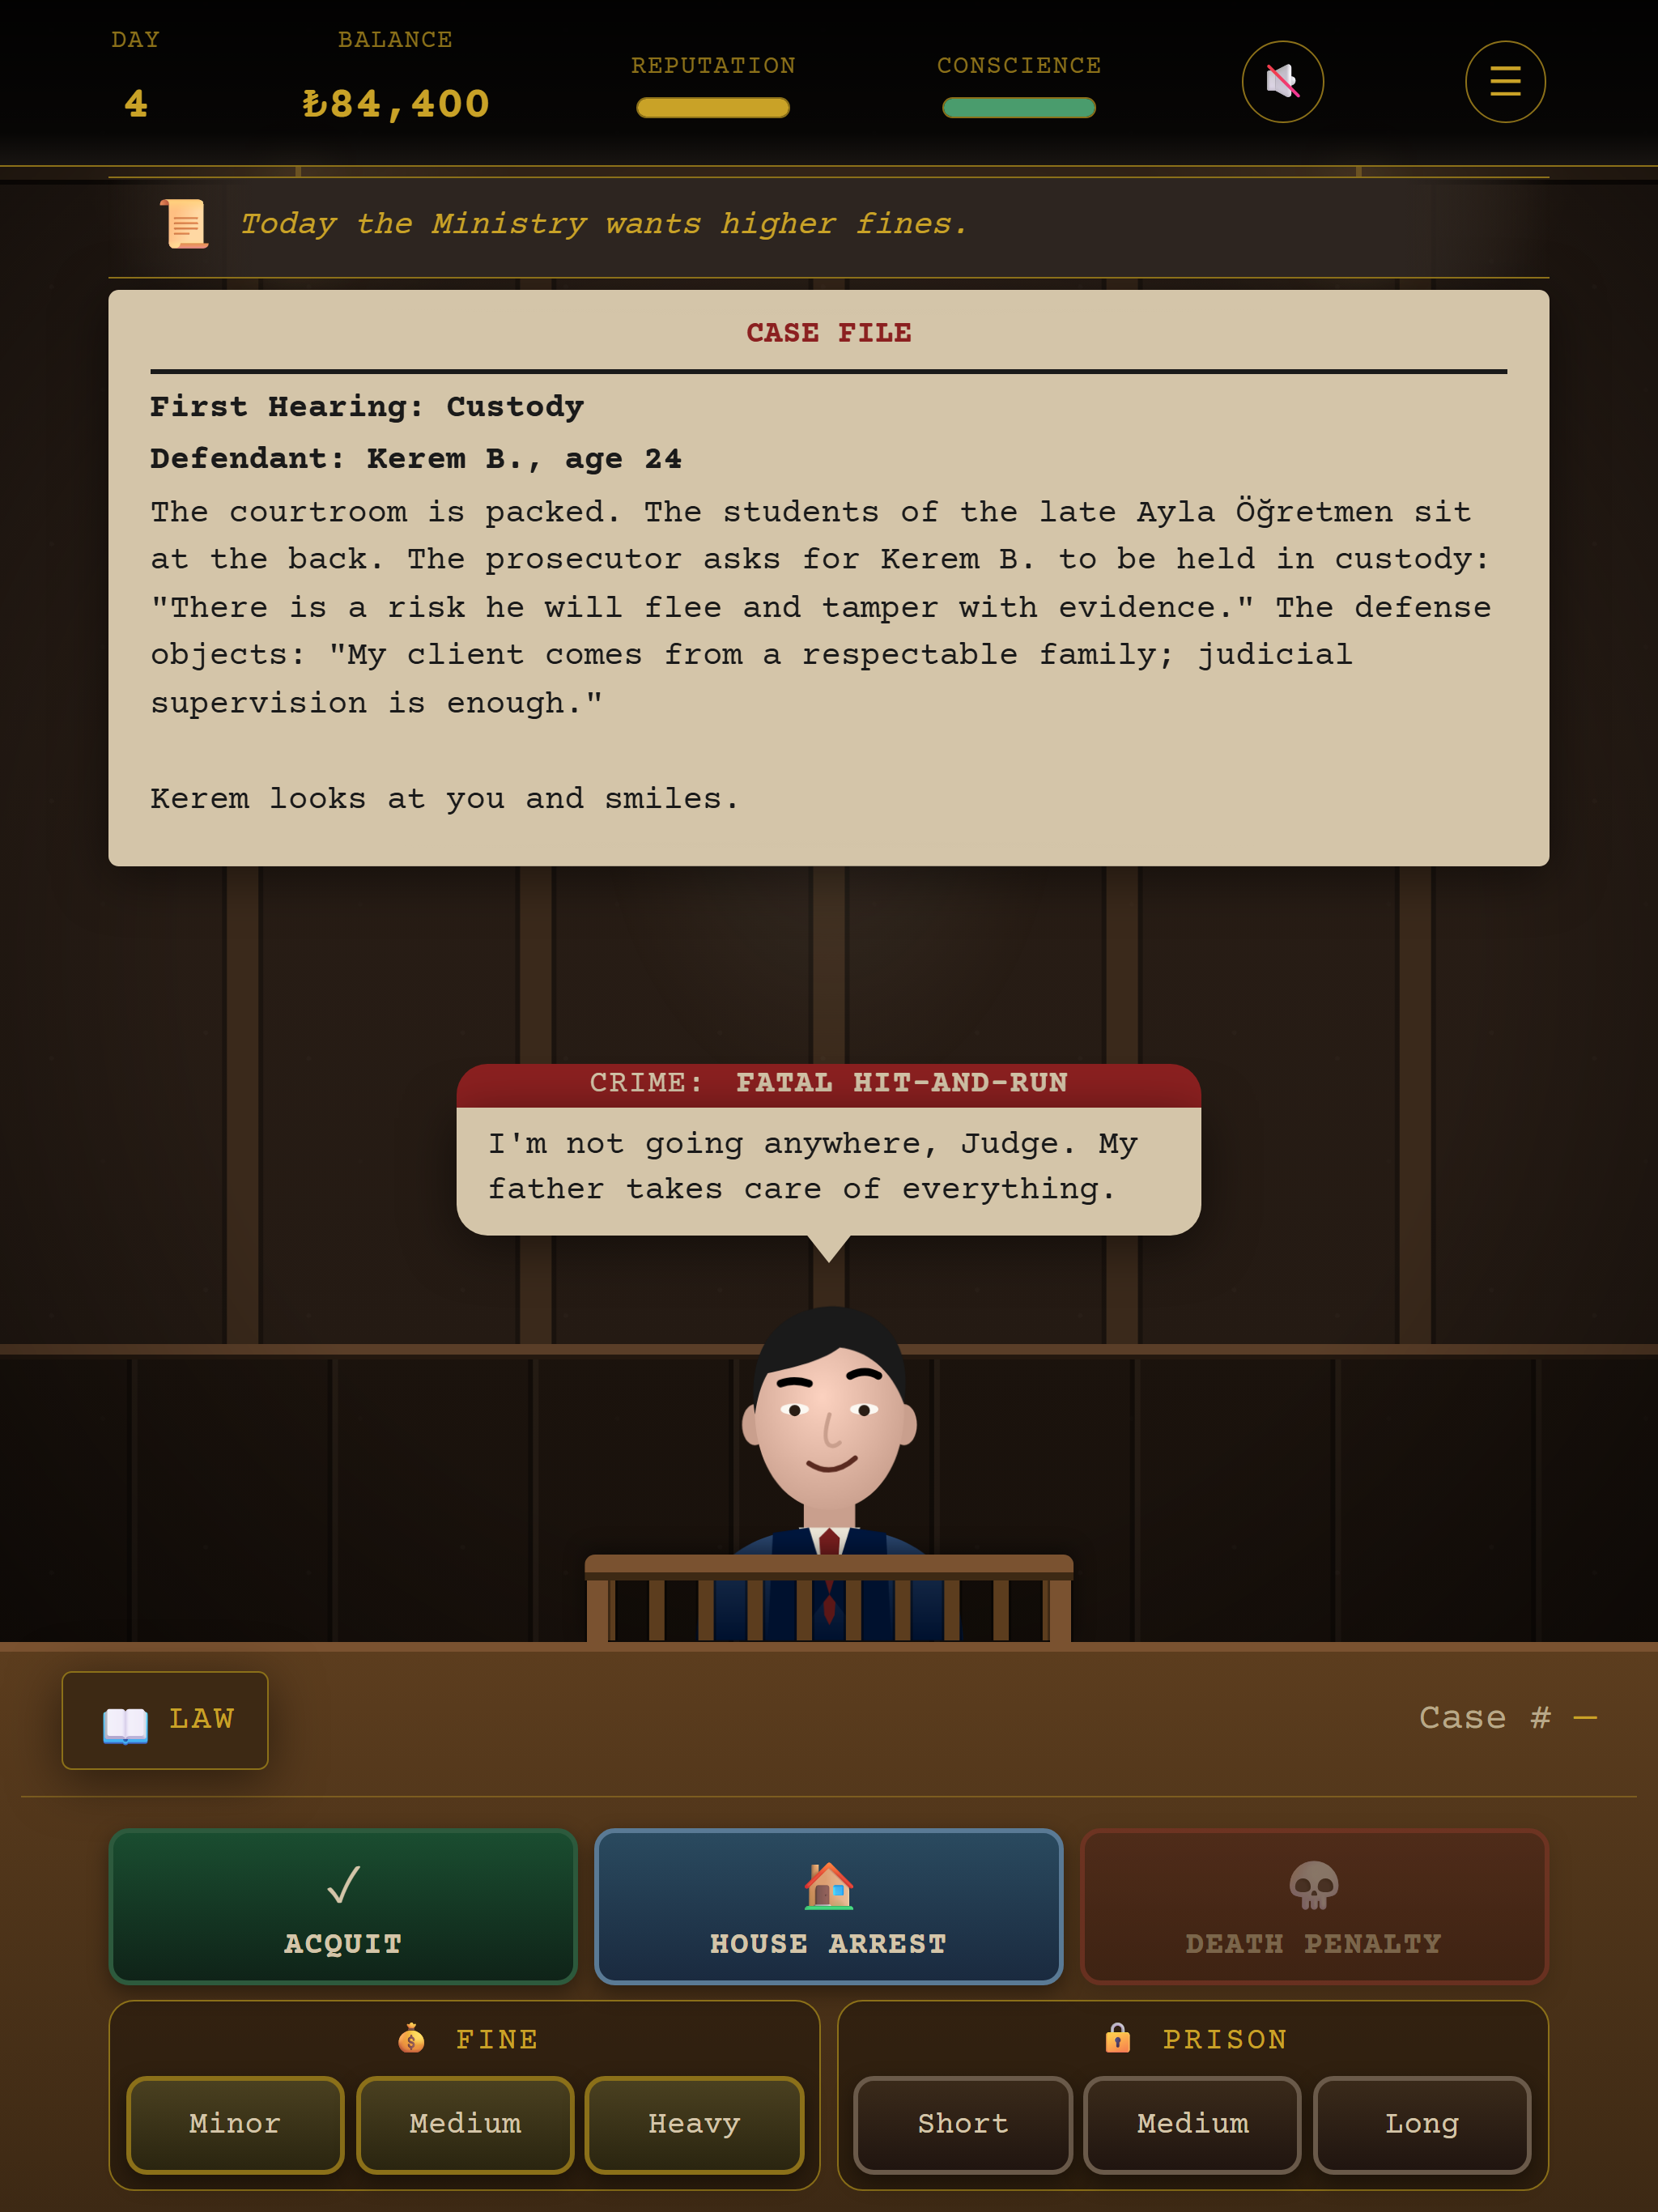 DAY
4
BALANCE
₺84,400
REPUTATION
CONSCIENCE
Today the Ministry wants higher fines.
CASE FILE
First Hearing: Custody
Defendant: Kerem B., age 24
The courtroom is packed. The students of the late Ayla Öğretmen sit
at the back. The prosecutor asks for Kerem B. to be held in custody:
"There is a risk he will flee and tamper with evidence." The defense
objects: "My client comes from a respectable family; judicial
supervision is enough."
Kerem looks at you and smiles.
CRIME: FATAL HIT-AND-RUN
I'm not going anywhere, Judge. My
father takes care of everything.
LAW
Case # —
ACQUIT
HOUSE ARREST
DEATH PENALTY
FINE
Minor
Medium
Heavy
PRISON
Short
Medium
Long